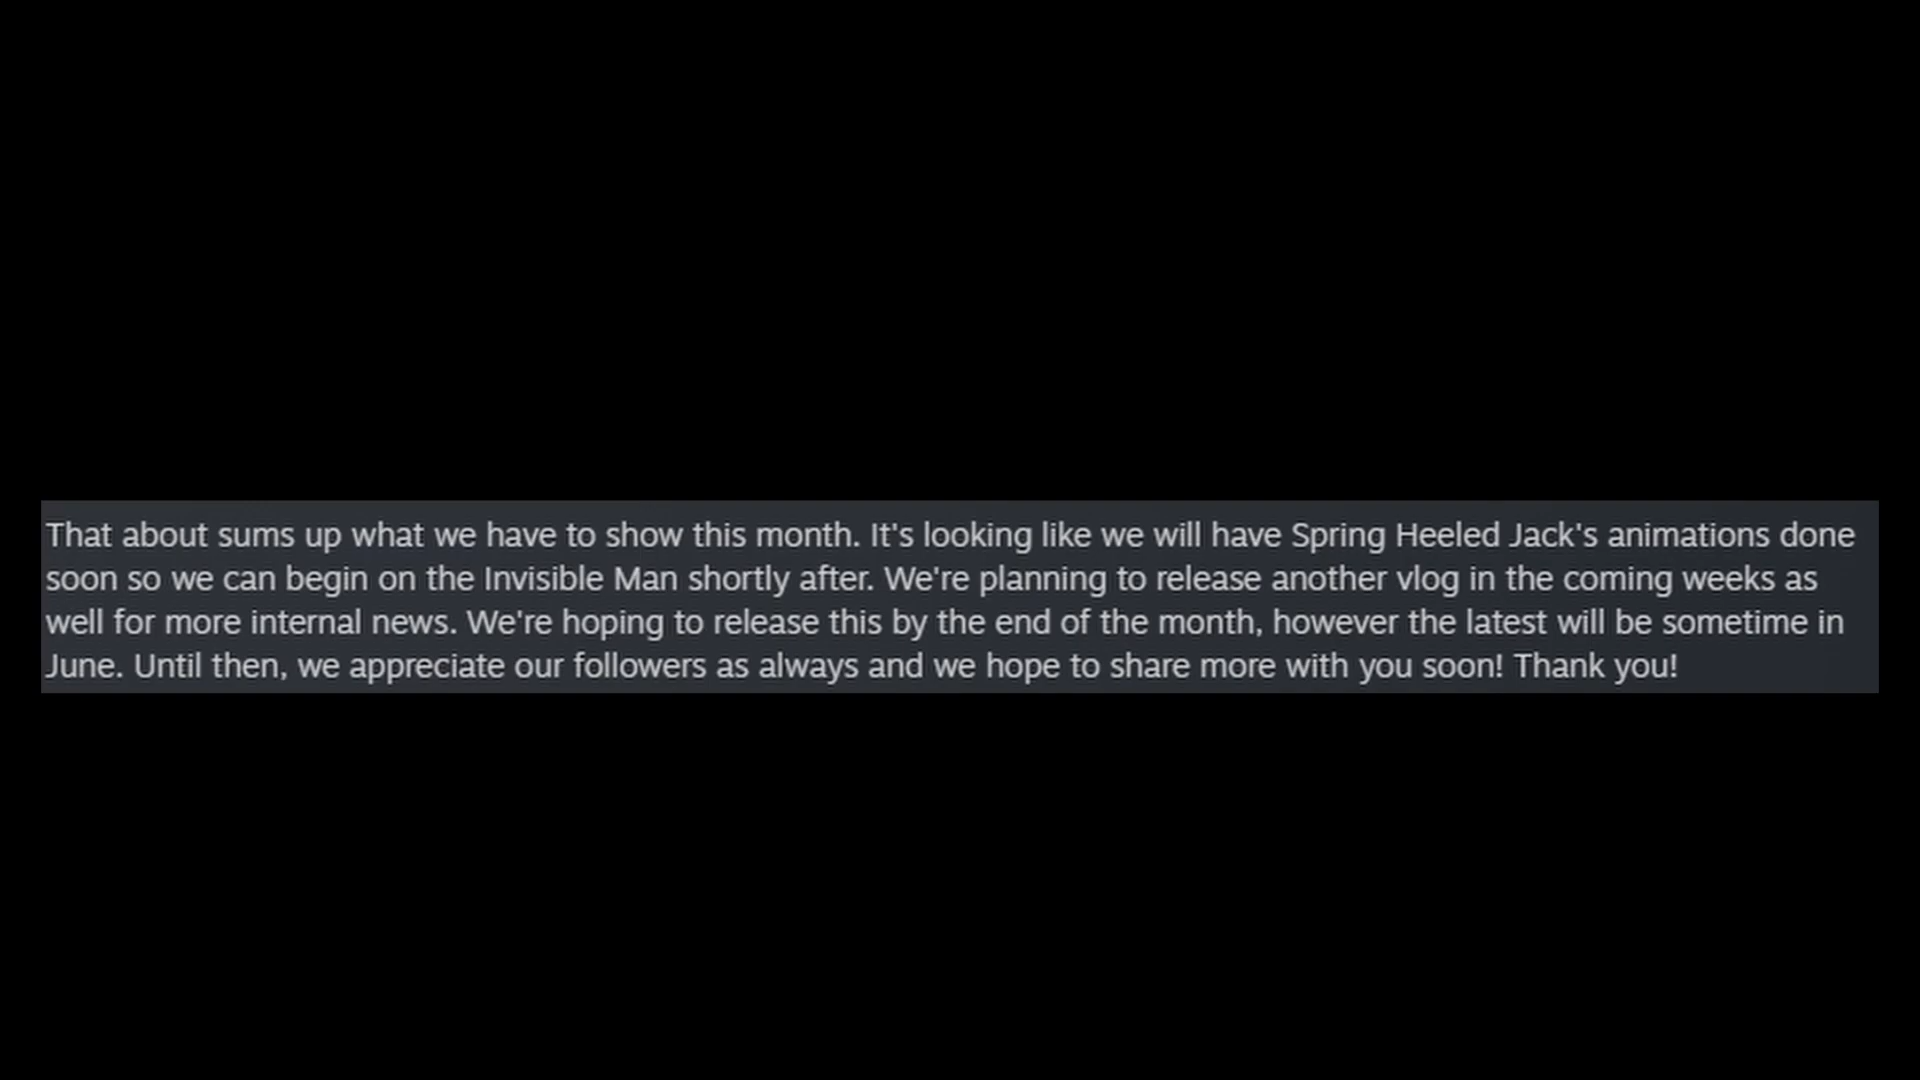 That about sums up what we have to show this month. It's looking like we will have Spring Heeled Jack's animations done
soon so we can begin on the Invisible Man shortly after. We're planning to release another vlog in the coming weeks as
well for more internal news. We're hoping to release this by the end of the month, however the latest will be sometime in
June. Until then, we appreciate our followers as always and we hope to share more with you soon! Thank you!